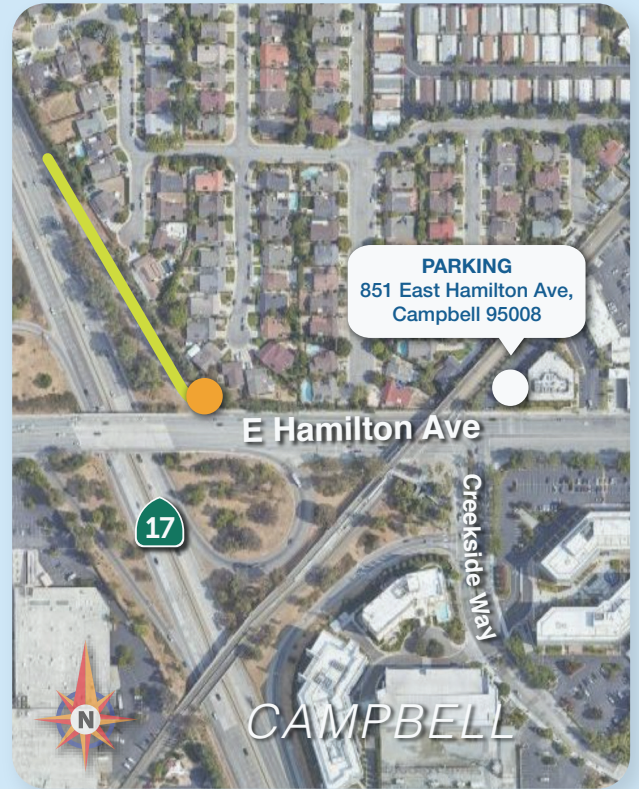 PARKING
851 East Hamilton Ave,
Campbell 95008
E Hamilton Ave
Creekside Way
17
N
CAMPBELL